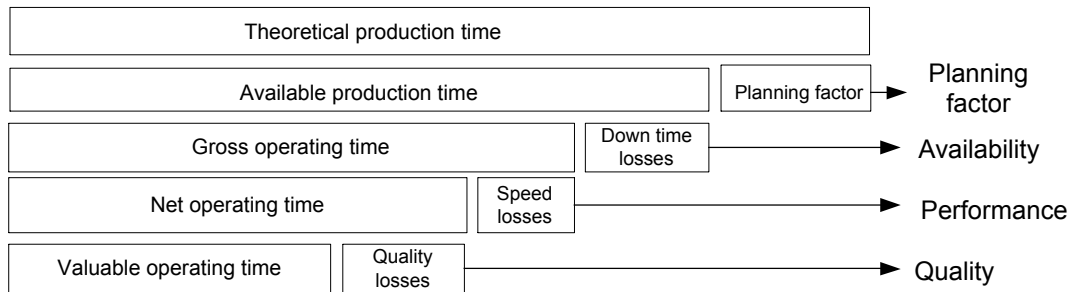 Theoretical production time
Available production time
Planning factor
Planning
factor
Gross operating time
Down time
losses
Availability
Net operating time
Speed
losses
Performance
Valuable operating time
Quality
losses
Quality